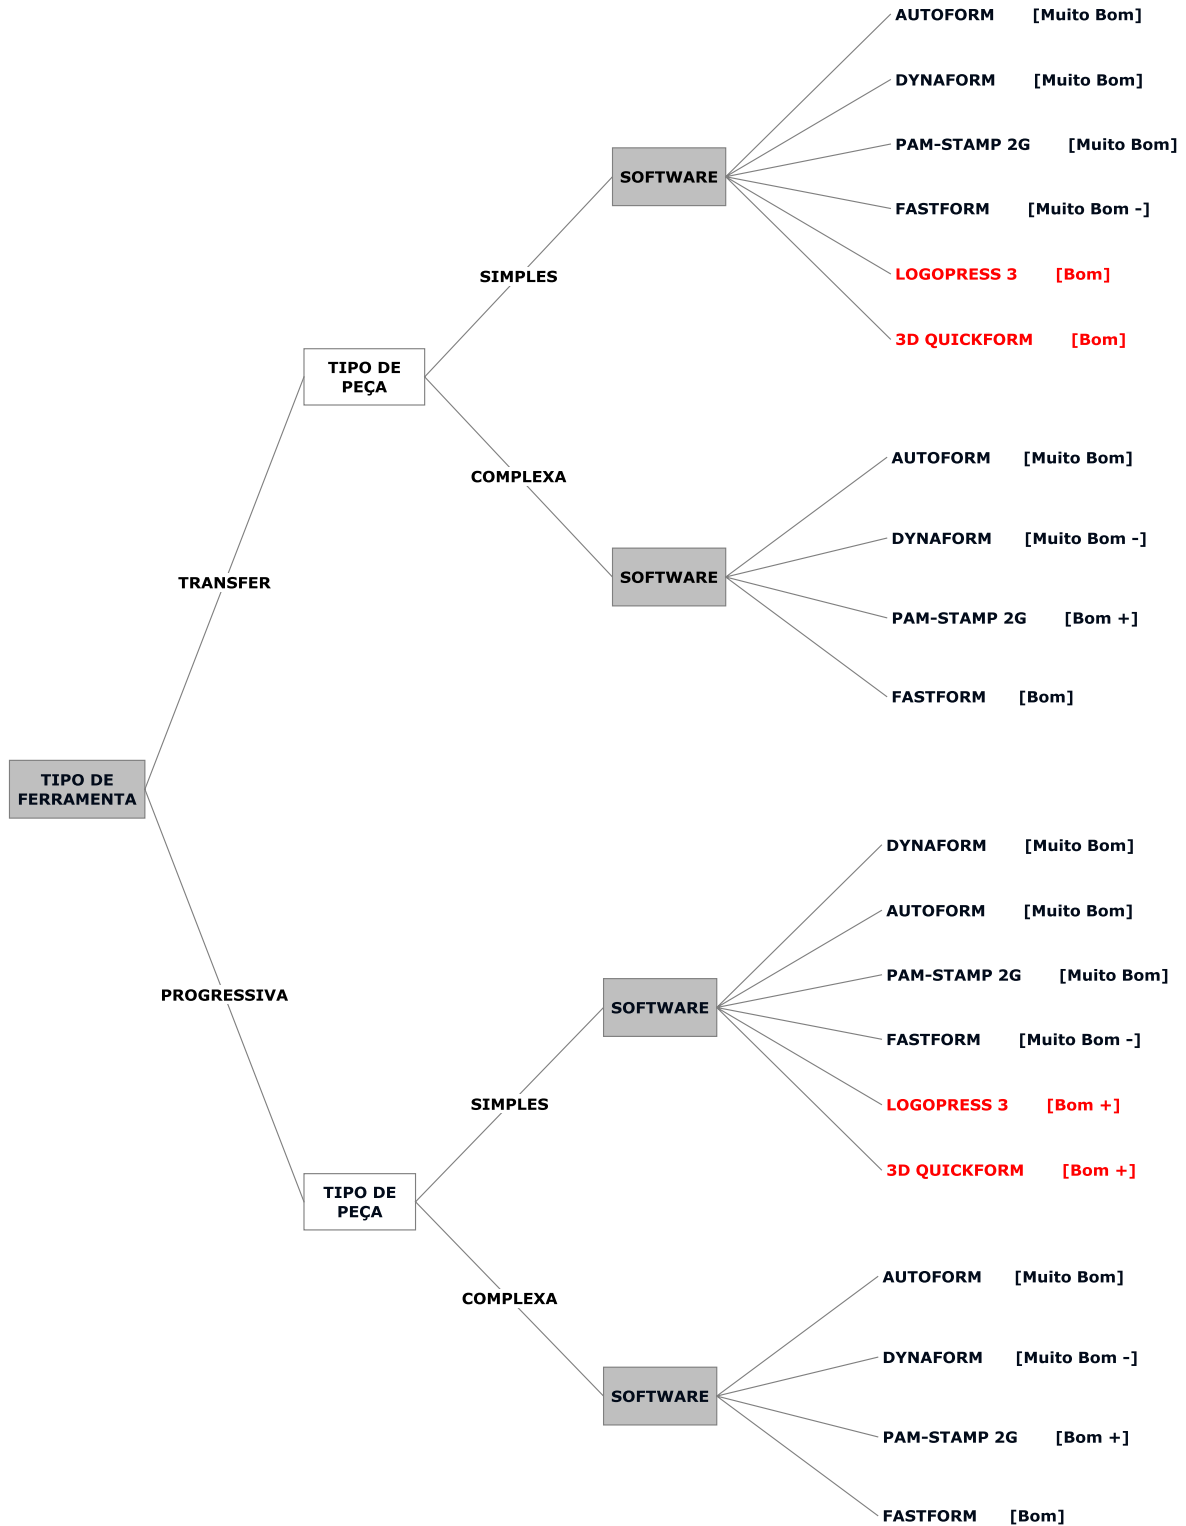 AUTOFORM [Muito Bom]
DYNAFORM [Muito Bom]
PAM-STAMP 2G [Muito Bom]
SOFTWARE
FASTFORM [Muito Bom -]
SIMPLES
LOGOPRESS 3 [Bom]
3D QUICKFORM [Bom]
TIPO DE
PEÇA
COMPLEXA
AUTOFORM [Muito Bom]
DYNAFORM [Muito Bom -]
SOFTWARE
PAM-STAMP 2G [Bom +]
FASTFORM [Bom]
TRANSFER
TIPO DE
FERRAMENTA
PROGRESSIVA
DYNAFORM [Muito Bom]
AUTOFORM [Muito Bom]
PAM-STAMP 2G [Muito Bom]
SOFTWARE
FASTFORM [Muito Bom -]
SIMPLES
LOGOPRESS 3 [Bom +]
3D QUICKFORM [Bom +]
TIPO DE
PEÇA
COMPLEXA
AUTOFORM [Muito Bom]
DYNAFORM [Muito Bom -]
SOFTWARE
PAM-STAMP 2G [Bom +]
FASTFORM [Bom]